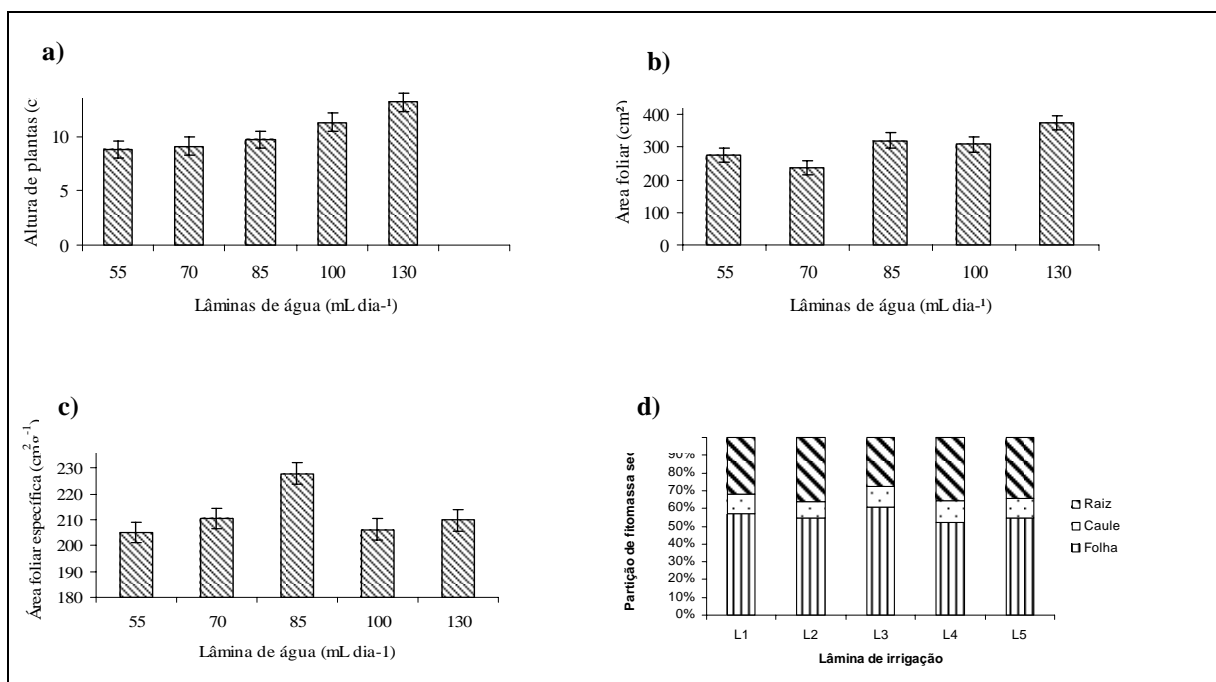 a)
Altura de plantas (c
10
5
0
55 70 85 100 130
Lâminas de água (mL dia-¹)
b)
Área foliar (cm²)
400
300
200
100
0
55 70 85 100 130
Lâminas de água (mL dia-¹)
c)
Área foliar específica
230
220
210
200
190
180
55 70 85 100 130
Lâmina de água (mL dia-1)
d)
Partição de fitomassa sec
90%
80%
70%
60%
50%
40%
30%
20%
10%
0%
L1 L2 L3 L4 L5
Lâmina de irrigação
Raiz
Caule
Folha